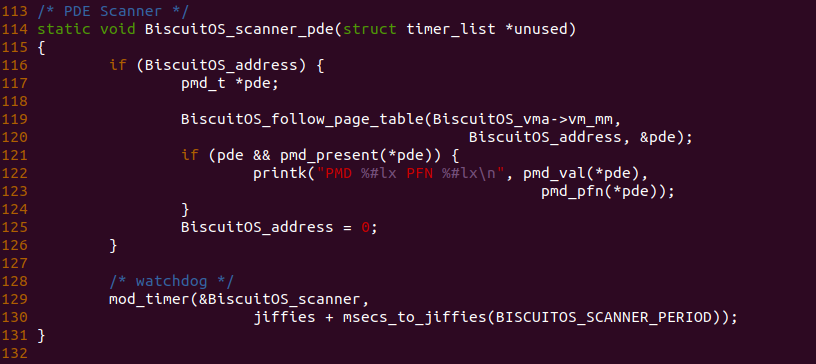 113 /* PDE Scanner */
114 static void BiscuitOS_scanner_pde(struct timer_list *unused)
115 {
116         if (BiscuitOS_address) {
117                 pmd_t *pde;
118
119                 BiscuitOS_follow_page_table(BiscuitOS_vma->vm_mm,
120                                                 BiscuitOS_address, &pde);
121                 if (pde && pmd_present(*pde)) {
122                         printk("PMD %#lx PFN %#lx\n", pmd_val(*pde),
123                                                         pmd_pfn(*pde));
124                 }
125                 BiscuitOS_address = 0;
126         }
127
128         /* watchdog */
129         mod_timer(&BiscuitOS_scanner,
130                         jiffies + msecs_to_jiffies(BISCUITOS_SCANNER_PERIOD));
131 }
132